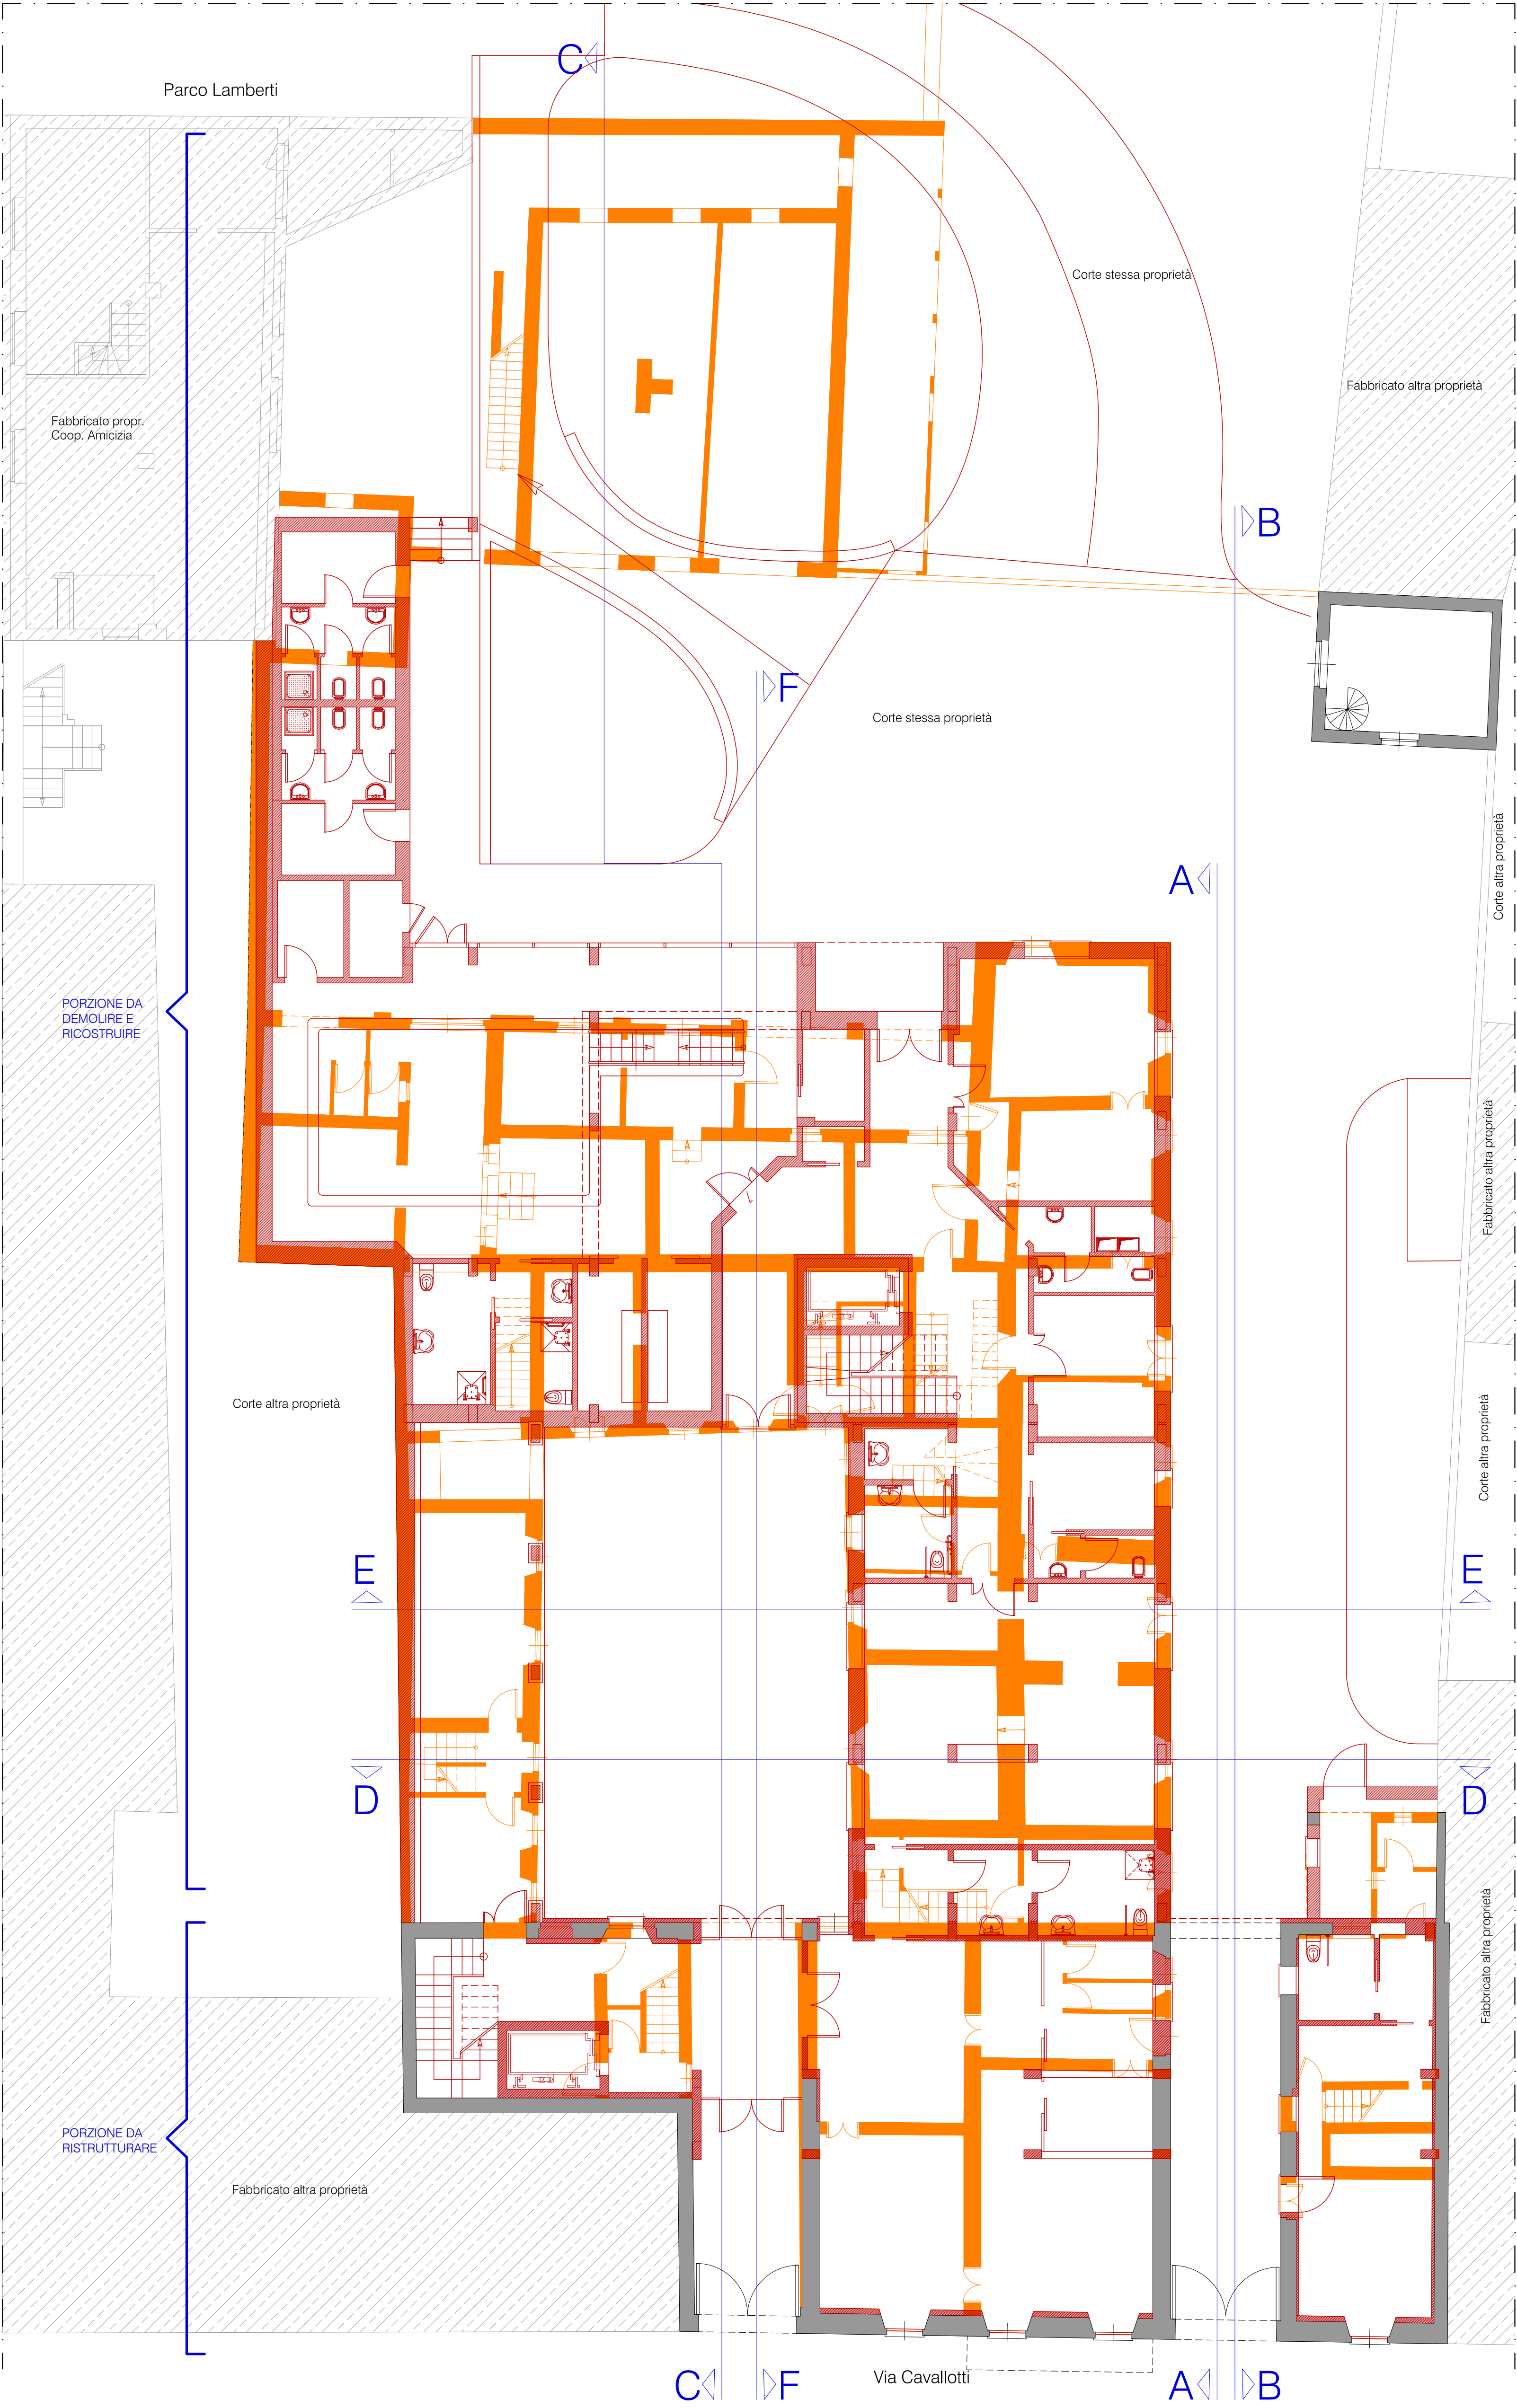 C
Parco Lamberti
Corte stessa proprietà
Fabbricato altra proprietà
Fabbricato propr.
Coop. Amicizia
B
F
Corte stessa proprietà
A
Corte altra proprietà
PORZIONE DA
DEMOLIRE E
RICOSTRUIRE
Fabbricato altra proprietà
Corte altra proprietà
Corte altra proprietà
E
E
D
D
Fabbricato altra proprietà
PORZIONE DA
RISTRUTTURARE
Fabbricato altra proprietà
Via Cavallotti
C
F
A
B